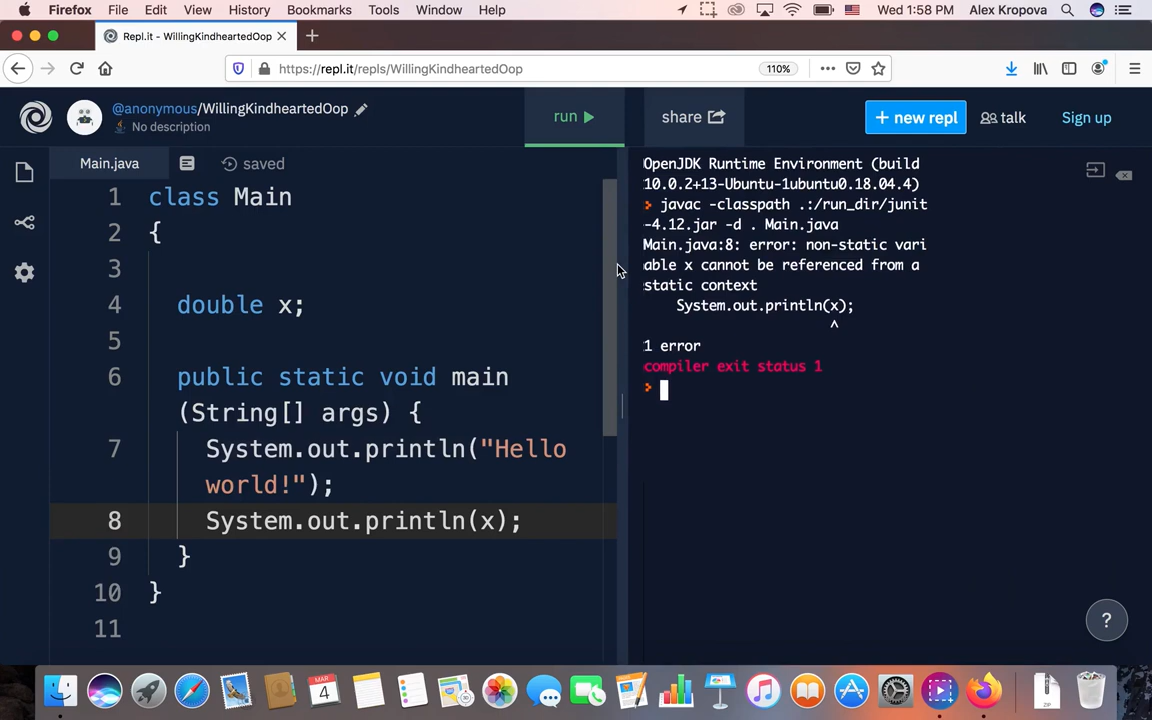 Firefox File Edit View History Bookmarks Tools Window Help Wed 1:58 PM Alex Kropova
Repl.it - WillingKindheartedOop
https://repl.it/repls/WillingKindheartedOop 110%
@anonymous/WillingKindheartedOop
No description
run
share
+ new repl
talk
Sign up
Main.java
saved
1 class Main
2 {
3
4 double x;
5
6 public static void main
(String[] args) {
7 System.out.println("Hello
world!");
8 System.out.println(x);
9 }
10 }
11
OpenJDK Runtime Environment (build
10.0.2+13-Ubuntu-1ubuntu0.18.04.4)
javac -classpath .:/run_dir/junit
-4.12.jar -d . Main.java
Main.java:8: error: non-static vari
able x cannot be referenced from a
static context
System.out.println(x);
^
1 error
compiler exit status 1
?
MAR
4
ZIP